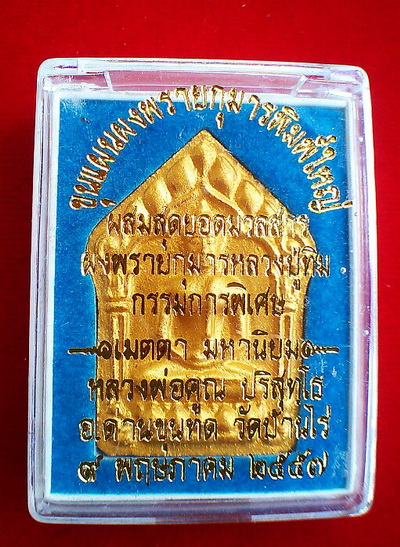 ขุนแผนผงพรายกุมารพิมพ์ใหญ่
ผสมสุดยอดมวลสาร
ผงพรายกุมารหลวงปู่ทิม
กรรมการพิเศษ
เมตตา มหานิยม
หลวงพ่อคูณ ปริสุทฺโธ
อ.ด่านขุนทด วัดบ้านไร่
๙ พฤษภาคม ๒๕๕๗